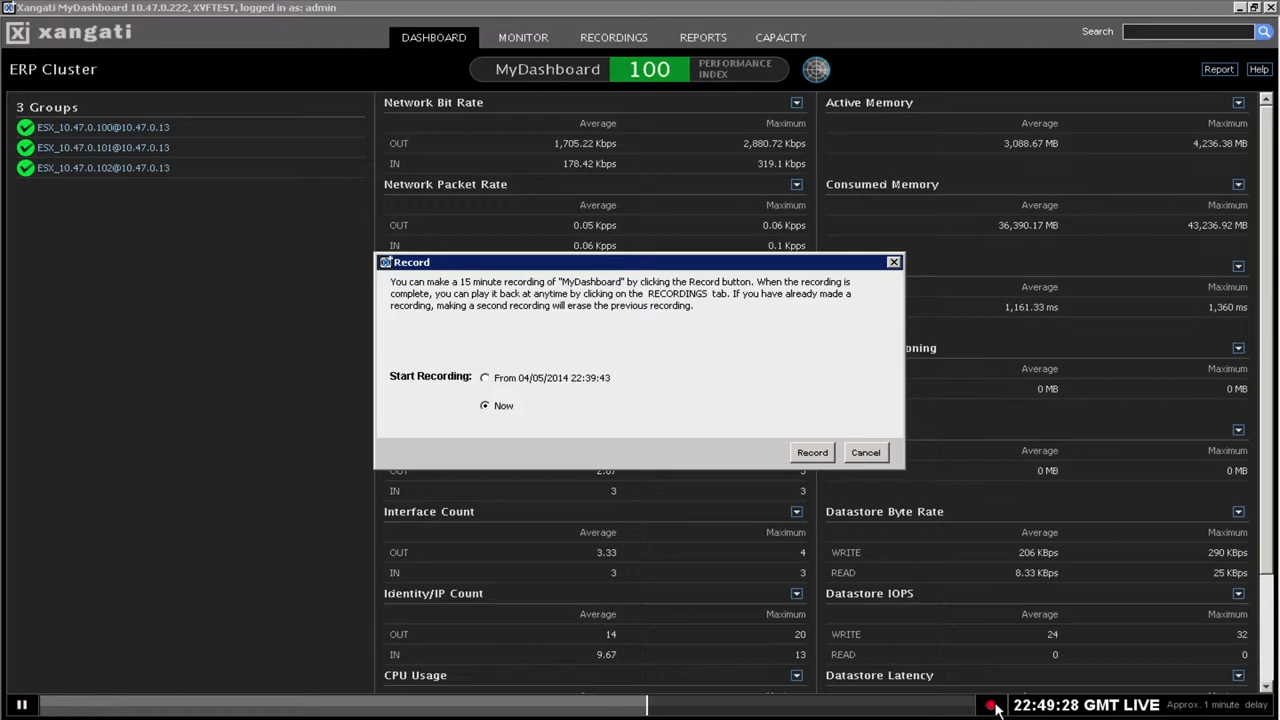 Xangati MyDashboard 10.47.0.222, XVFTEST, logged in as: admin
xangati DASHBOARD MONITOR RECORDINGS REPORTS CAPACITY Search
ERP Cluster MyDashboard 100 PERFORMANCE INDEX Report Help
3 Groups
ESX_10.47.0.100@10.47.0.13
ESX_10.47.0.101@10.47.0.13
ESX_10.47.0.102@10.47.0.13
Network Bit Rate
Average Maximum
OUT 1,705.22 Kbps 2,880.72 Kbps
IN 178.42 Kbps 319.1 Kbps
Network Packet Rate
Average Maximum
OUT 0.05 Kpps 0.06 Kpps
IN 0.06 Kpps 0.1 Kpps
Record
You can make a 15 minute recording of "MyDashboard" by clicking the Record button. When the recording is
complete, you can play it back at anytime by clicking on the RECORDINGS tab. If you have already made a
recording, making a second recording will erase the previous recording.
Start Recording: From 04/05/2014 22:39:43
Now
Record Cancel
IN 3 3
Interface Count
Average Maximum
OUT 3.33 4
IN 3 3
Identity/IP Count
Average Maximum
OUT 14 20
IN 9.67 13
CPU Usage
Active Memory
Average Maximum
3,088.67 MB 4,236.38 MB
Consumed Memory
Average Maximum
36,390.17 MB 43,236.92 MB
Average Maximum
1,161.33 ms 1,360 ms
oning
Average Maximum
0 MB 0 MB
Average Maximum
0 MB 0 MB
Datastore Byte Rate
Average Maximum
WRITE 206 KBps 290 KBps
READ 8.33 KBps 25 KBps
Datastore IOPS
Average Maximum
WRITE 24 32
READ 0 0
Datastore Latency
22:49:28 GMT LIVE Approx. 1 minute delay